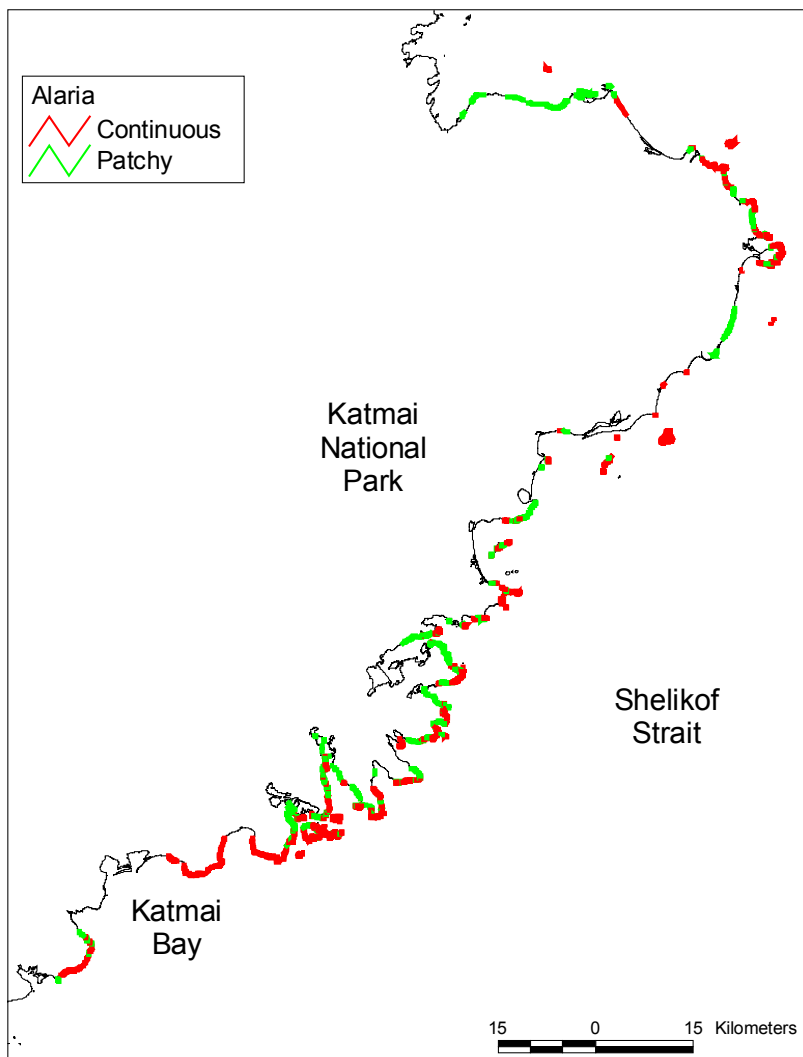 Alaria
Continuous
Patchy
Katmai
National
Park
Shelikof
Strait
Katmai
Bay
15 0 15 Kilometers